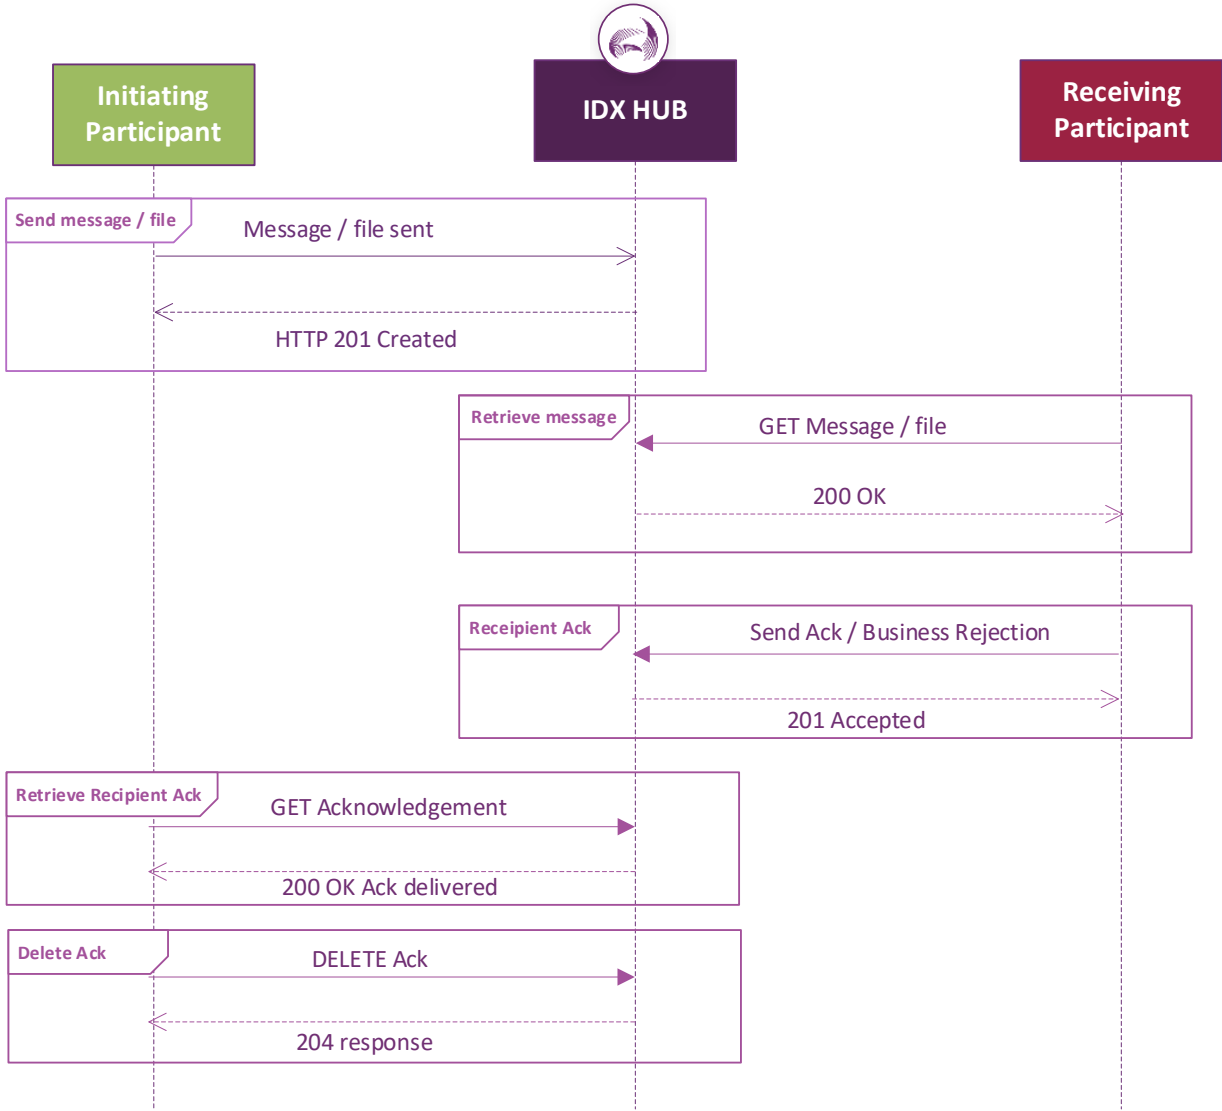 Initiating
Participant
IDX HUB
Receiving
Participant
Send message / file
Message / file sent
HTTP 201 Created
Retrieve message
GET Message / file
200 OK
Receipient Ack
Send Ack / Business Rejection
201 Accepted
Retrieve Recipient Ack
GET Acknowledgement
200 OK Ack delivered
Delete Ack
DELETE Ack
204 response